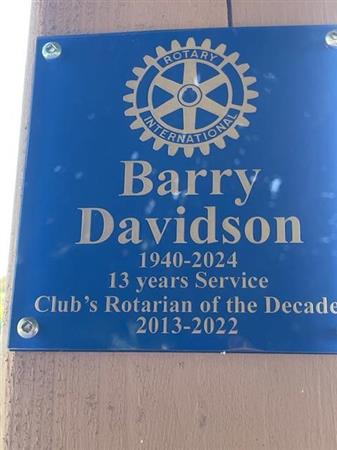 ROTARY
INTERNATIONAL
Barry
Davidson
1940-2024
13 years Service
Club's Rotarian of the Decade
2013-2022